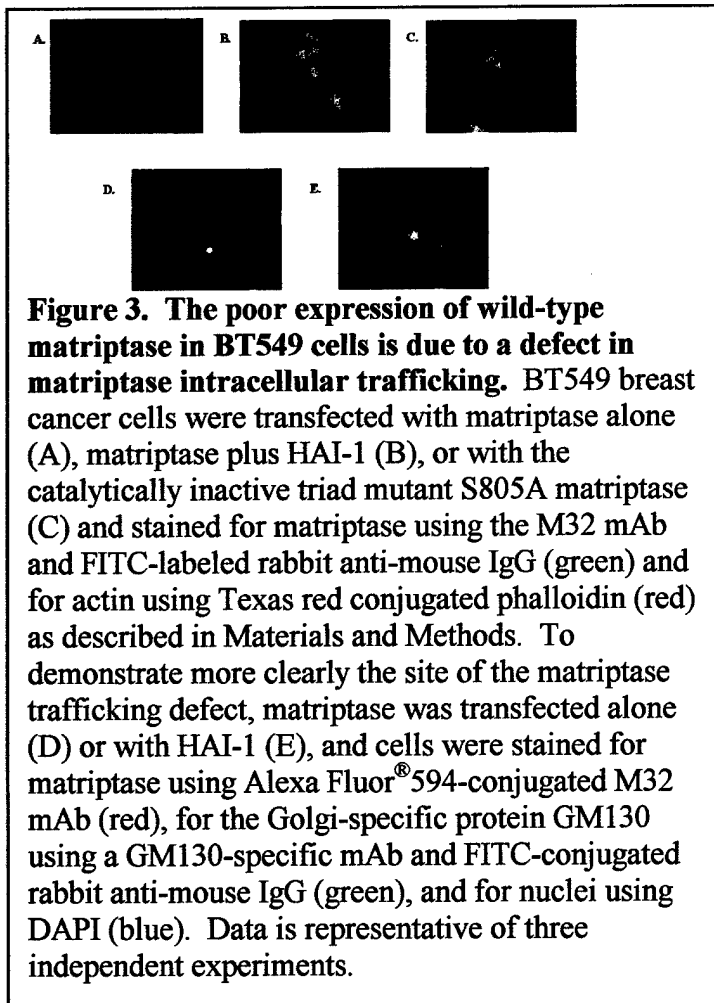 A.
B.
C.
D.
E.
Figure 3. The poor expression of wild-type
matriptase in BT549 cells is due to a defect in
matriptase intracellular trafficking. BT549 breast
cancer cells were transfected with matriptase alone
(A), matriptase plus HAI-1 (B), or with the
catalytically inactive triad mutant S805A matriptase
(C) and stained for matriptase using the M32 mAb
and FITC-labeled rabbit anti-mouse IgG (green) and
for actin using Texas red conjugated phalloidin (red)
as described in Materials and Methods. To
demonstrate more clearly the site of the matriptase
trafficking defect, matriptase was transfected alone
(D) or with HAI-1 (E), and cells were stained for
matriptase using Alexa Fluor®594-conjugated M32
mAb (red), for the Golgi-specific protein GM130
using a GM130-specific mAb and FITC-conjugated
rabbit anti-mouse IgG (green), and for nuclei using
DAPI (blue). Data is representative of three
independent experiments.